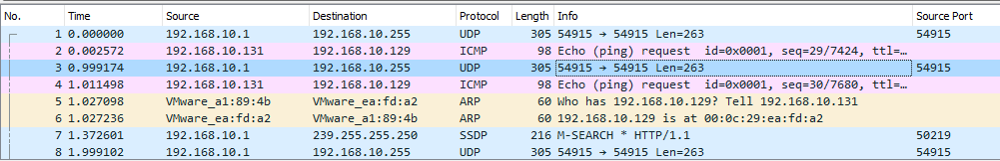 No. Time Source Destination Protocol Length Info Source Port
1 0.000000 192.168.10.1 192.168.10.255 UDP 305 54915 → 54915 Len=263 54915
2 0.002572 192.168.10.131 192.168.10.129 ICMP 98 Echo (ping) request id=0x0001, seq=29/7424, ttl=…
3 0.999174 192.168.10.1 192.168.10.255 UDP 305 54915 → 54915 Len=263 54915
4 1.011498 192.168.10.131 192.168.10.129 ICMP 98 Echo (ping) request id=0x0001, seq=30/7680, ttl=…
5 1.027098 VMware_a1:89:4b VMware_ea:fd:a2 ARP 60 Who has 192.168.10.129? Tell 192.168.10.131
6 1.027236 VMware_ea:fd:a2 VMware_a1:89:4b ARP 60 192.168.10.129 is at 00:0c:29:ea:fd:a2
7 1.372601 192.168.10.1 239.255.255.250 SSDP 216 M-SEARCH * HTTP/1.1 50219
8 1.999102 192.168.10.1 192.168.10.255 UDP 305 54915 → 54915 Len=263 54915